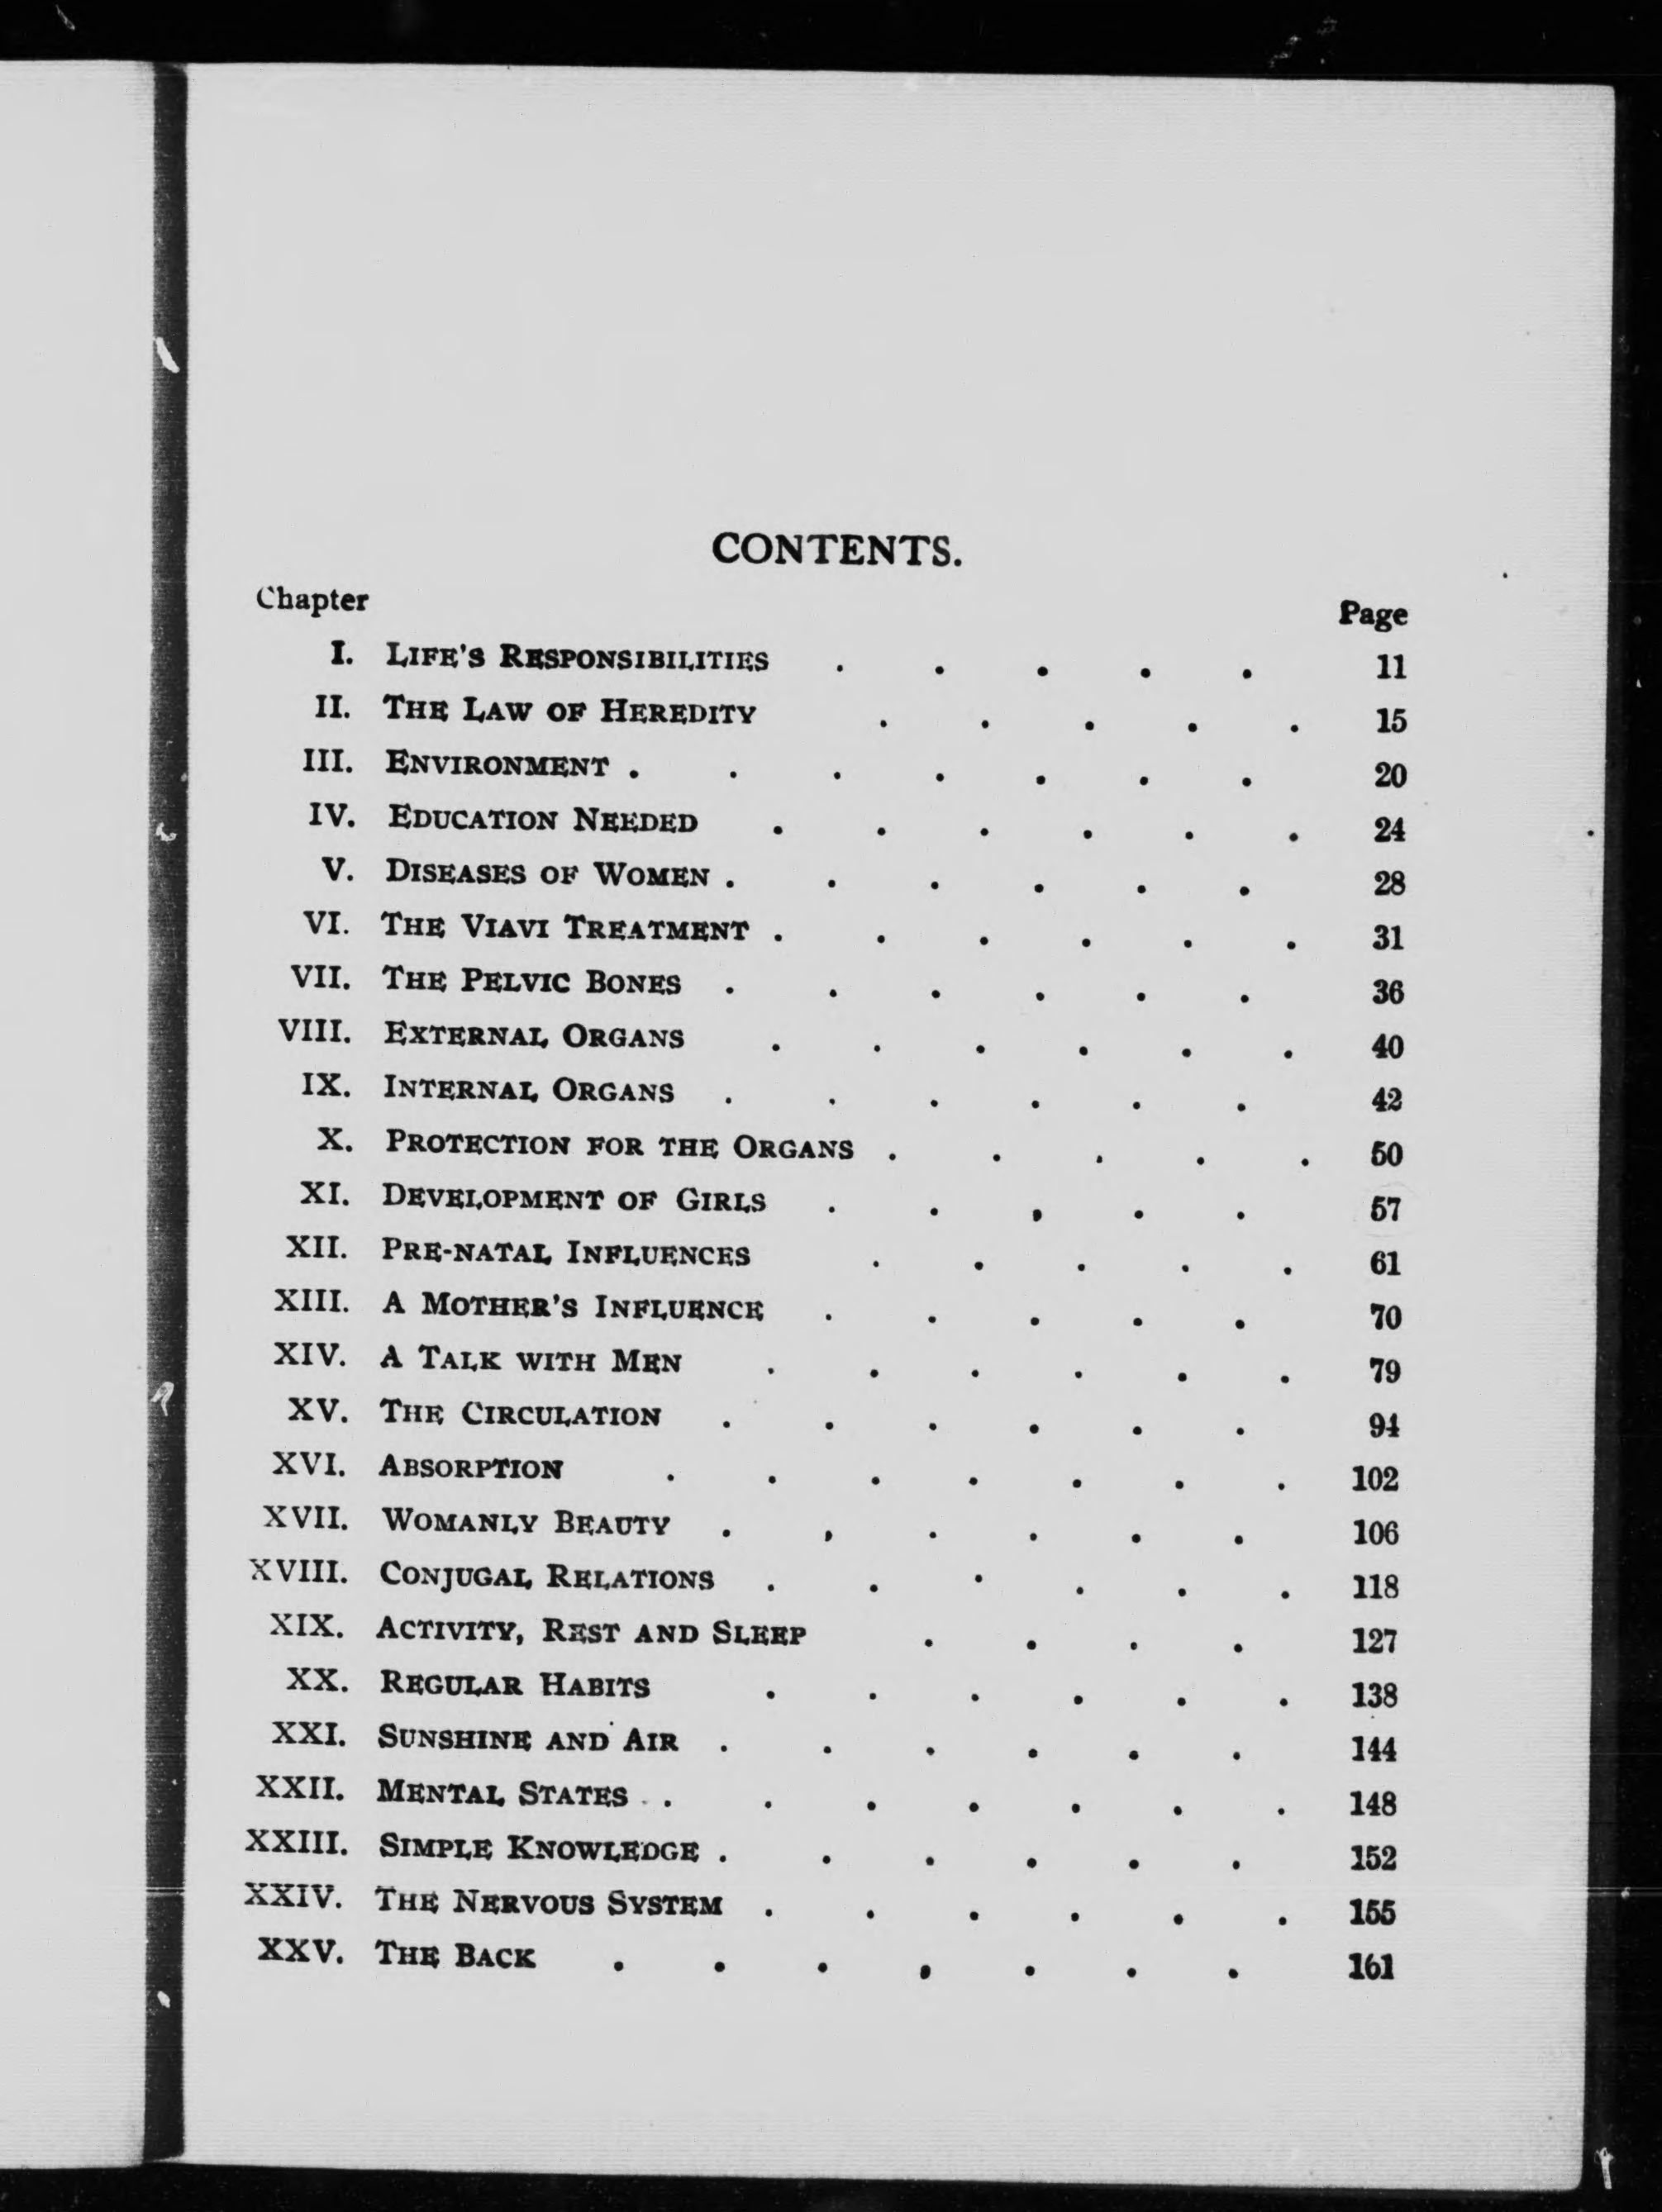 CONTENTS.
Chapter Page
I. LIFE'S RESPONSIBILITIES . . . . . 11
II. THE LAW OF HEREDITY . . . . . 15
III. ENVIRONMENT . . . . . . . 20
IV. EDUCATION NEEDED . . . . . . 24
V. DISEASES OF WOMEN . . . . . . 28
VI. THE VIAVI TREATMENT . . . . . . 31
VII. THE PELVIC BONES . . . . . . 36
VIII. EXTERNAL ORGANS . . . . . . 40
IX. INTERNAL ORGANS . . . . . . 42
X. PROTECTION FOR THE ORGANS . . . . . 50
XI. DEVELOPMENT OF GIRLS . . . . . 57
XII. PRE-NATAL INFLUENCES . . . . . 61
XIII. A MOTHER'S INFLUENCE . . . . . 70
XIV. A TALK WITH MEN . . . . . . 79
XV. THE CIRCULATION . . . . . . 94
XVI. ABSORPTION . . . . . . . 102
XVII. WOMANLY BEAUTY . . . . . . 106
XVIII. CONJUGAL RELATIONS . . . . . . 118
XIX. ACTIVITY, REST AND SLEEP . . . . 127
XX. REGULAR HABITS . . . . . . 138
XXI. SUNSHINE AND AIR . . . . . . 144
XXII. MENTAL STATES . . . . . . . 148
XXIII. SIMPLE KNOWLEDGE . . . . . . 152
XXIV. THE NERVOUS SYSTEM . . . . . . 155
XXV. THE BACK . . . . . . . 161